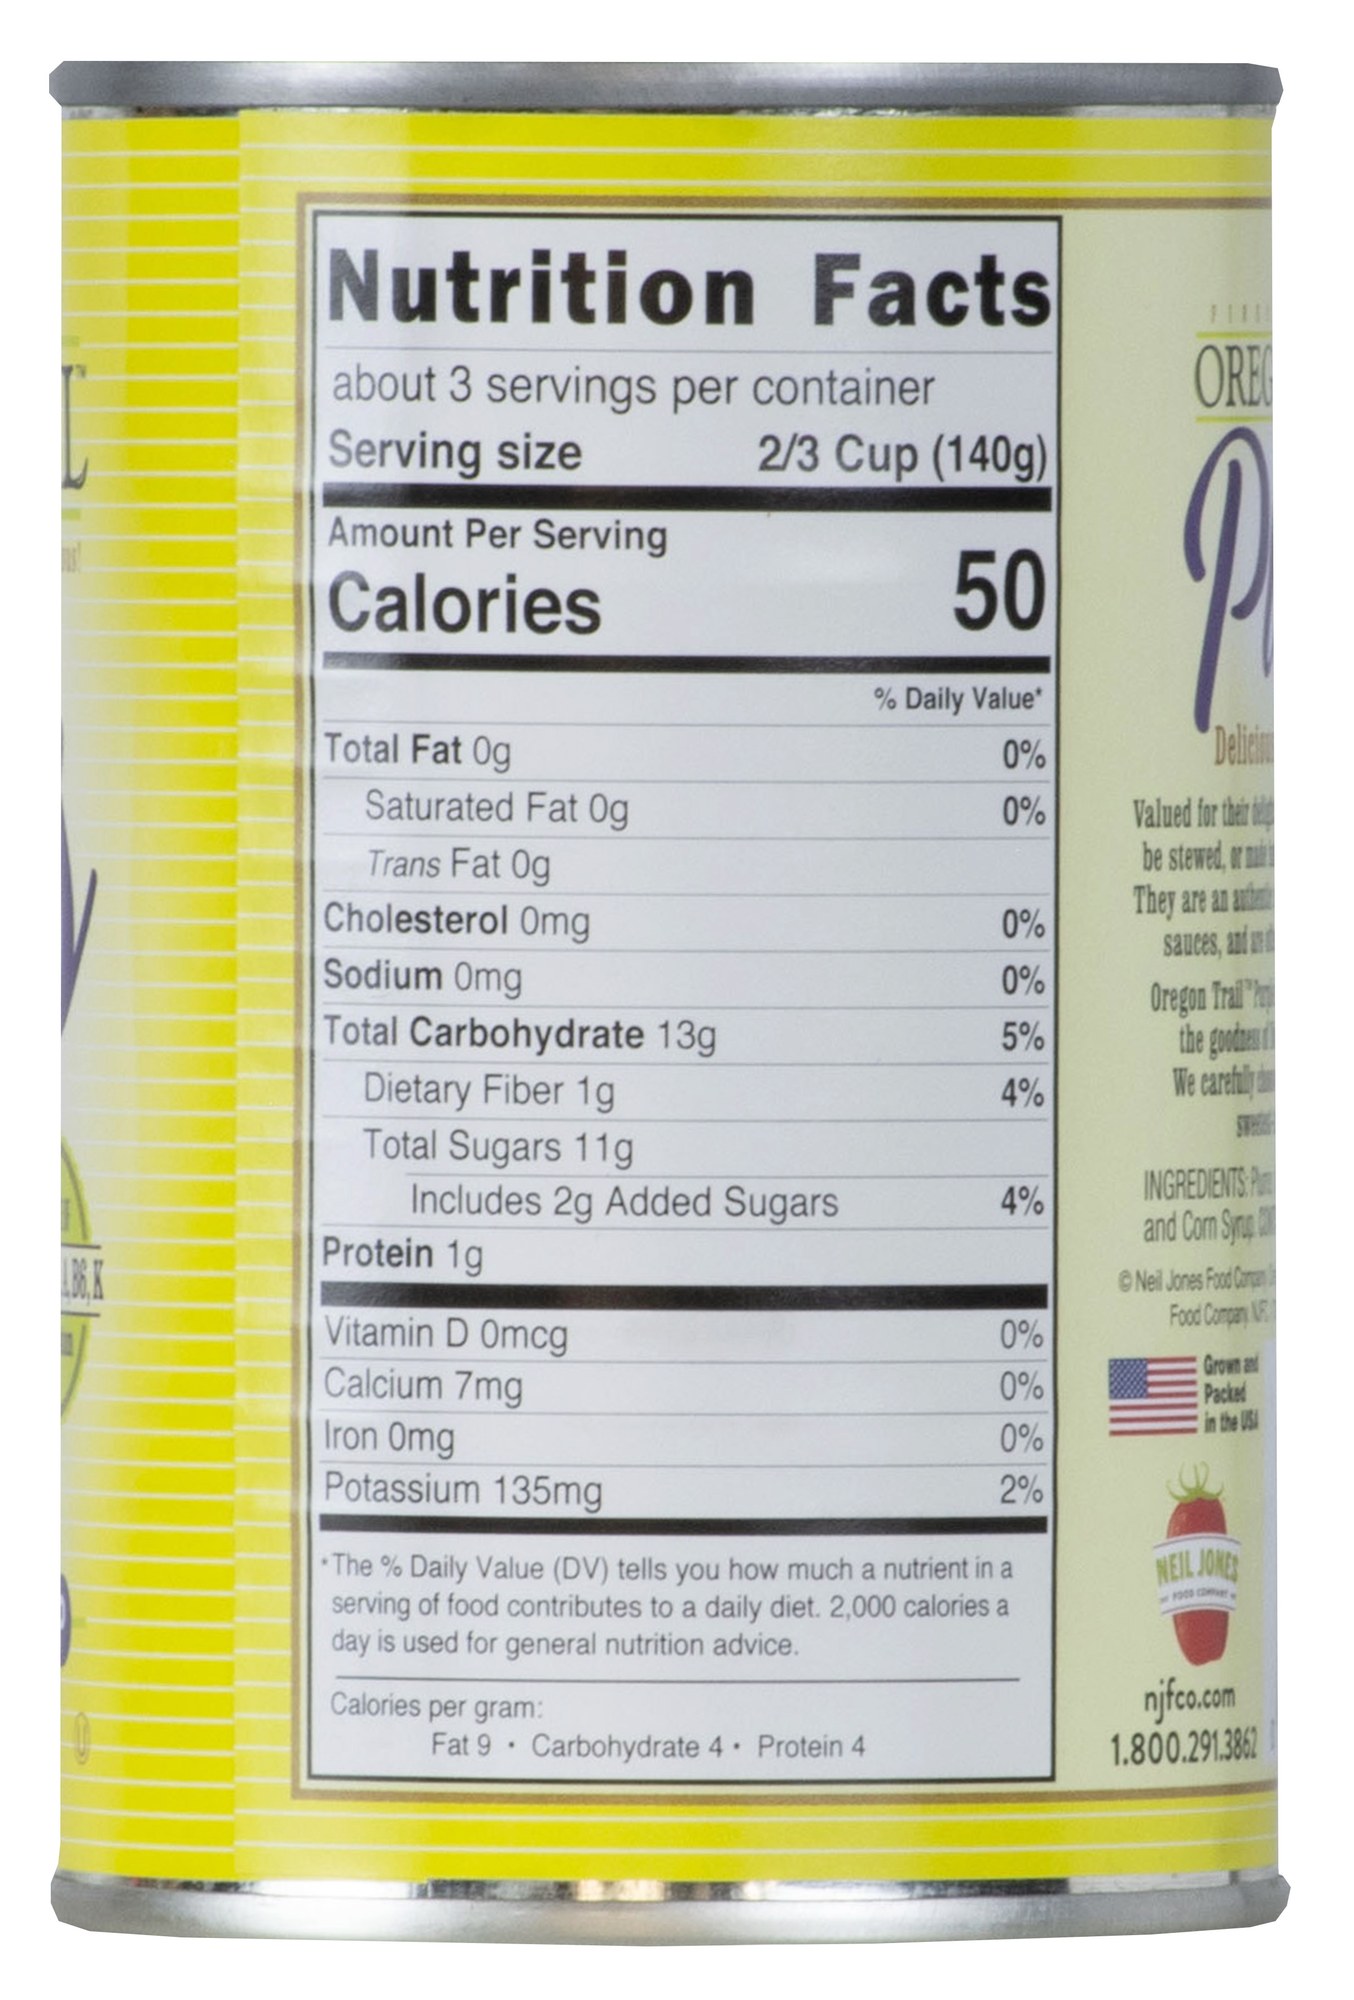 L™
A, B6, K
Nutrition Facts
about 3 servings per container
Serving size 2/3 Cup (140g)
Amount Per Serving
Calories 50
% Daily Value*
Total Fat 0g 0%
Saturated Fat 0g 0%
Trans Fat 0g
Cholesterol 0mg 0%
Sodium 0mg 0%
Total Carbohydrate 13g 5%
Dietary Fiber 1g 4%
Total Sugars 11g
Includes 2g Added Sugars 4%
Protein 1g
Vitamin D 0mcg 0%
Calcium 7mg 0%
Iron 0mg 0%
Potassium 135mg 2%
*The % Daily Value (DV) tells you how much a nutrient in a
serving of food contributes to a daily diet. 2,000 calories a
day is used for general nutrition advice.
Calories per gram:
Fat 9 • Carbohydrate 4 • Protein 4
OREG
Valued for their
be stewed, or
They are an
sauces, and
Oregon Trail™
the goodness
We carefully
INGREDIENTS:
and Corn Syrup.
© Neil Jones Food Company
Food Company
Grown and
Packed
in the USA
NEIL JONES
FOOD COMPANY
njfco.com
1.800.291.3862